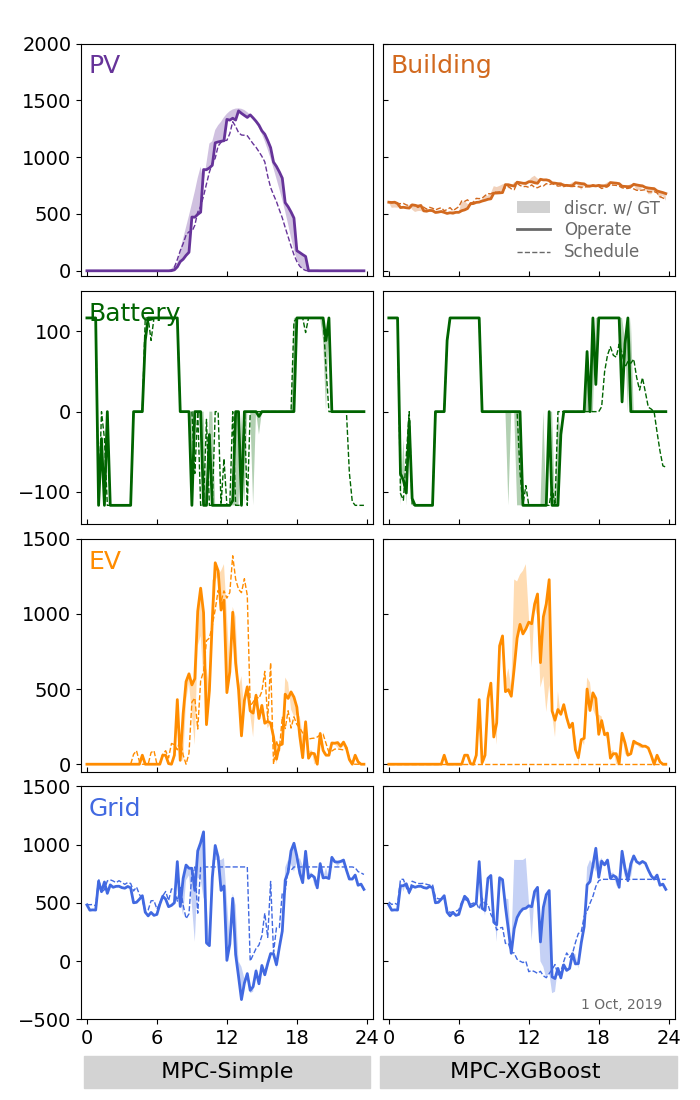 2000
PV
Building
1500
1000
500
discr. w/ GT
Operate
Schedule
0
Battery
100
0
−100
1500
EV
1000
500
0
1500
Grid
1000
500
0
−500
1 Oct, 2019
0 6 12 18 24 0 6 12 18 24
MPC-Simple MPC-XGBoost